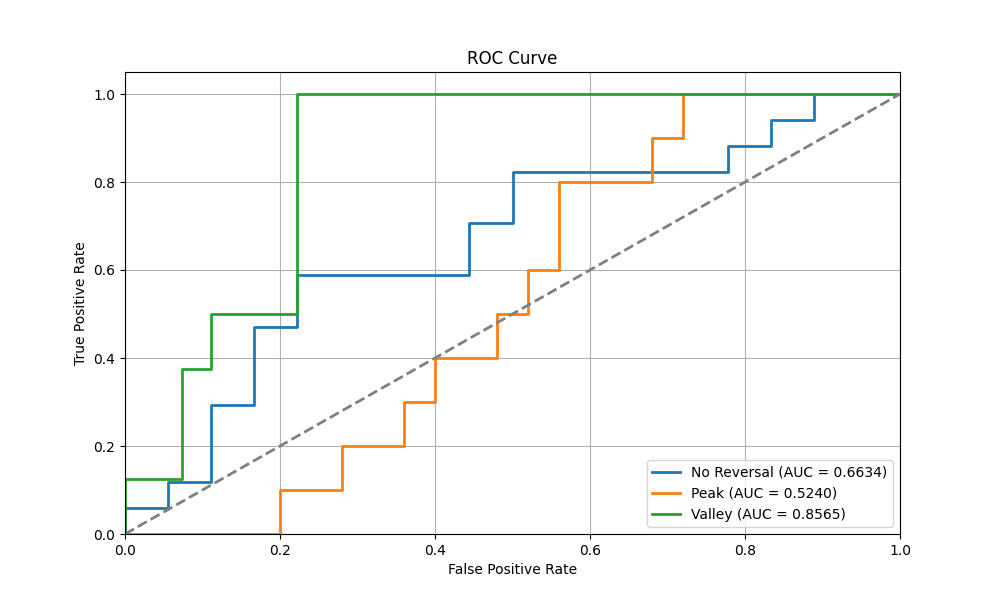 ROC Curve
True Positive Rate
1.0
0.8
0.6
0.4
0.2
0.0
0.0 0.2 0.4 0.6 0.8 1.0
False Positive Rate
No Reversal (AUC = 0.6634)
Peak (AUC = 0.5240)
Valley (AUC = 0.8565)